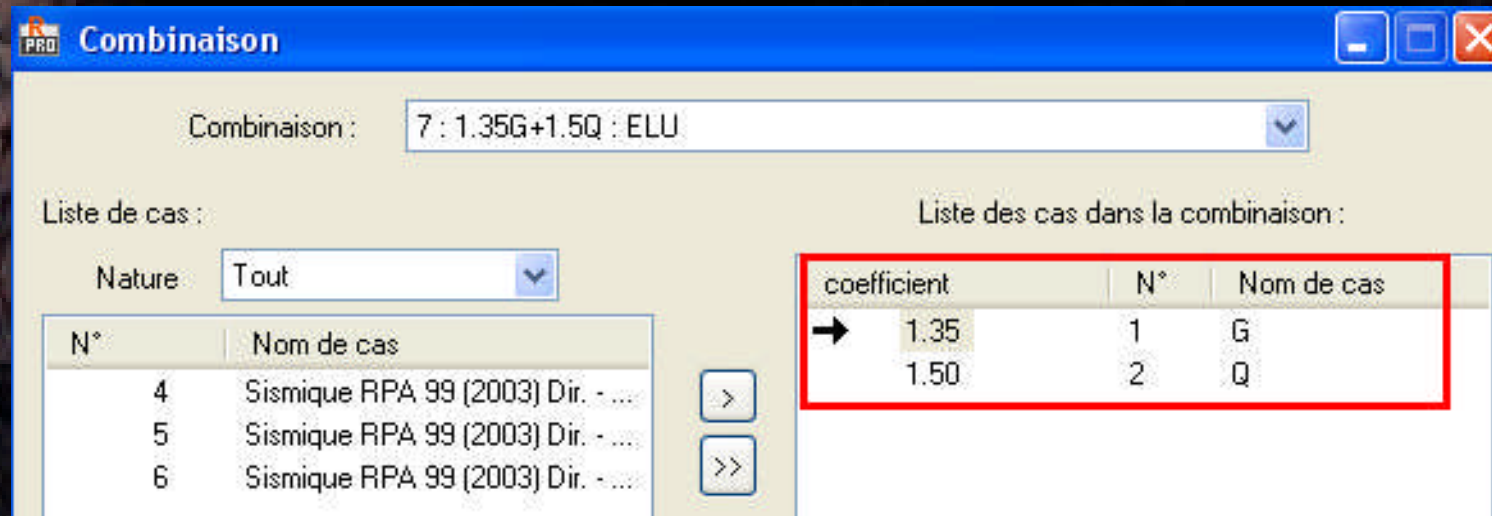 R PRO Combinaison
Combinaison : 7 : 1.35G+1.5Q : ELU
Liste de cas :
Nature Tout
N° Nom de cas
4 Sismique RPA 99 (2003) Dir. - ...
5 Sismique RPA 99 (2003) Dir. - ...
6 Sismique RPA 99 (2003) Dir. - ...
>
>>
Liste des cas dans la combinaison :
coefficient N° Nom de cas
1.35 1 G
1.50 2 Q